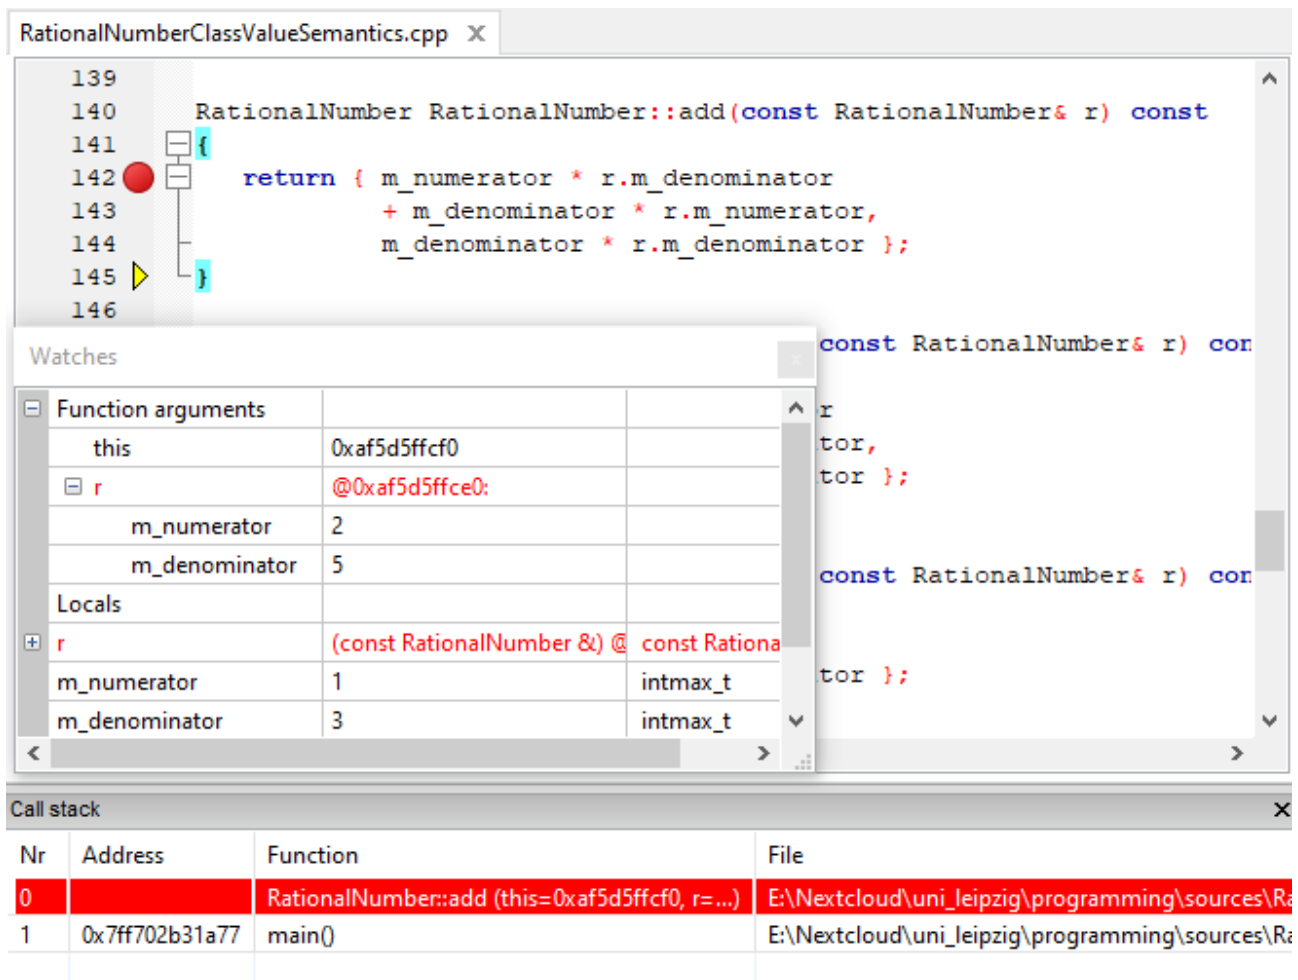 RationalNumberClassValueSemantics.cpp X
139
140 RationalNumber RationalNumber::add(const RationalNumber& r) const
141 {
142 return { m_numerator * r.m_denominator
143 + m_denominator * r.m_numerator,
144 m_denominator * r.m_denominator };
145 }
146
const RationalNumber& r) con
r
tor,
tor };
const RationalNumber& r) con
tor };
Watches x
Function arguments
this 0xaf5d5ffcf0
r @0xaf5d5ffce0:
m_numerator 2
m_denominator 5
Locals
r (const RationalNumber &) @ const Rationa
m_numerator 1 intmax_t
m_denominator 3 intmax_t
Call stack
Nr Address Function File
0 RationalNumber::add (this=0xaf5d5ffcf0, r=...) E:\Nextcloud\uni_leipzig\programming\sources\Ra
1 0x7ff702b31a77 main() E:\Nextcloud\uni_leipzig\programming\sources\Ra